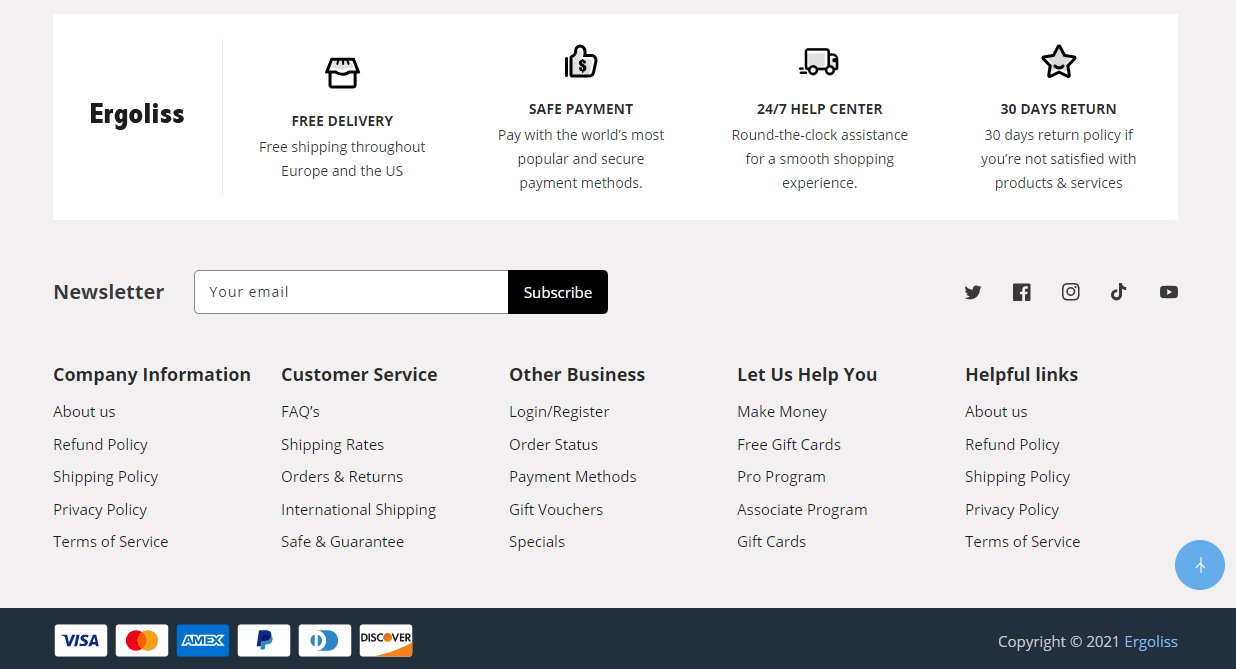 Ergoliss
FREE DELIVERY
Free shipping throughout
Europe and the US
$
SAFE PAYMENT
Pay with the world’s most
popular and secure
payment methods.
24/7 HELP CENTER
Round-the-clock assistance
for a smooth shopping
experience.
30 DAYS RETURN
30 days return policy if
you’re not satisfied with
products & services
Newsletter
Your email
Subscribe
Company Information
About us
Refund Policy
Shipping Policy
Privacy Policy
Terms of Service
Customer Service
FAQ’s
Shipping Rates
Orders & Returns
International Shipping
Safe & Guarantee
Other Business
Login/Register
Order Status
Payment Methods
Gift Vouchers
Specials
Let Us Help You
Make Money
Free Gift Cards
Pro Program
Associate Program
Gift Cards
Helpful links
About us
Refund Policy
Shipping Policy
Privacy Policy
Terms of Service
VISA
AMEX
DISCOVER
Copyright © 2021 Ergoliss